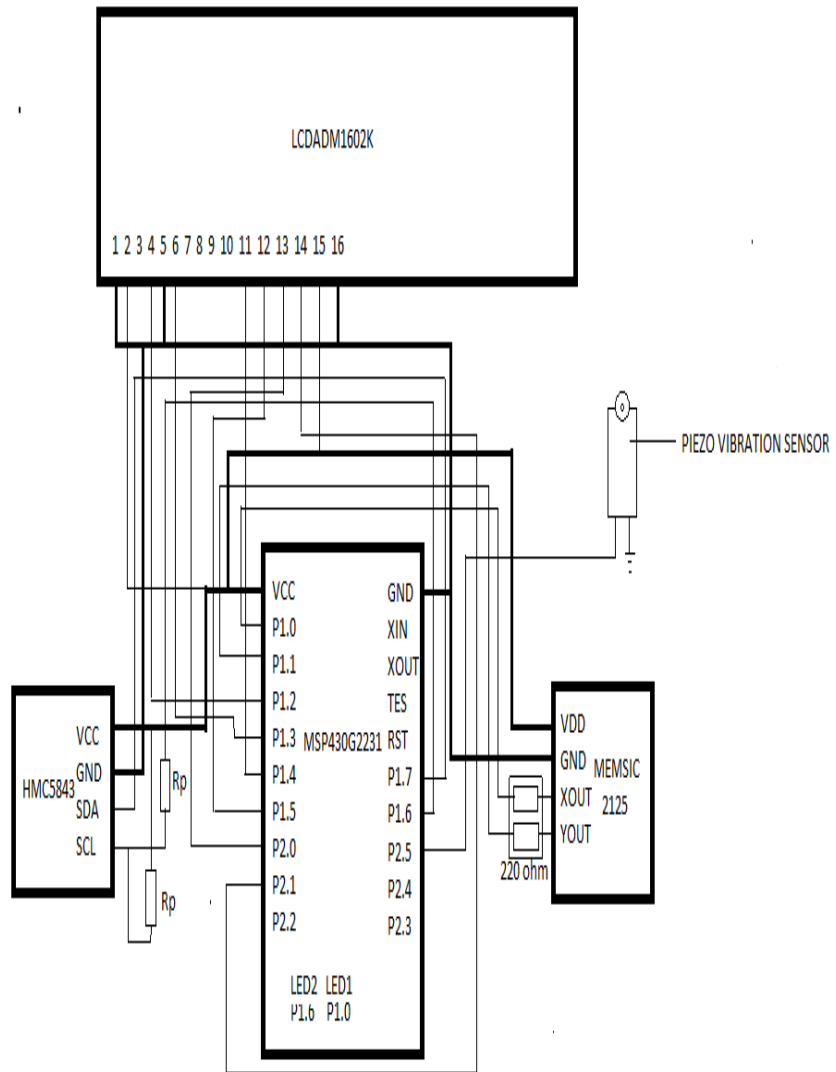 LCDADM1602K
1 2 3 4 5 6 7 8 9 10 11 12 13 14 15 16
PIEZO VIBRATION SENSOR
VCC
P1.0
P1.1
P1.2
P1.3
P1.4
P1.5
P2.0
P2.1
P2.2
MSP430G2231
GND
XIN
XOUT
TES
RST
P1.7
P1.6
P2.5
P2.4
P2.3
LED2 LED1
P1.6 P1.0
HMC5843
VCC
GND
SDA
SCL
Rp
Rp
VDD
GND
XOUT
YOUT
MEMSIC
2125
220 ohm